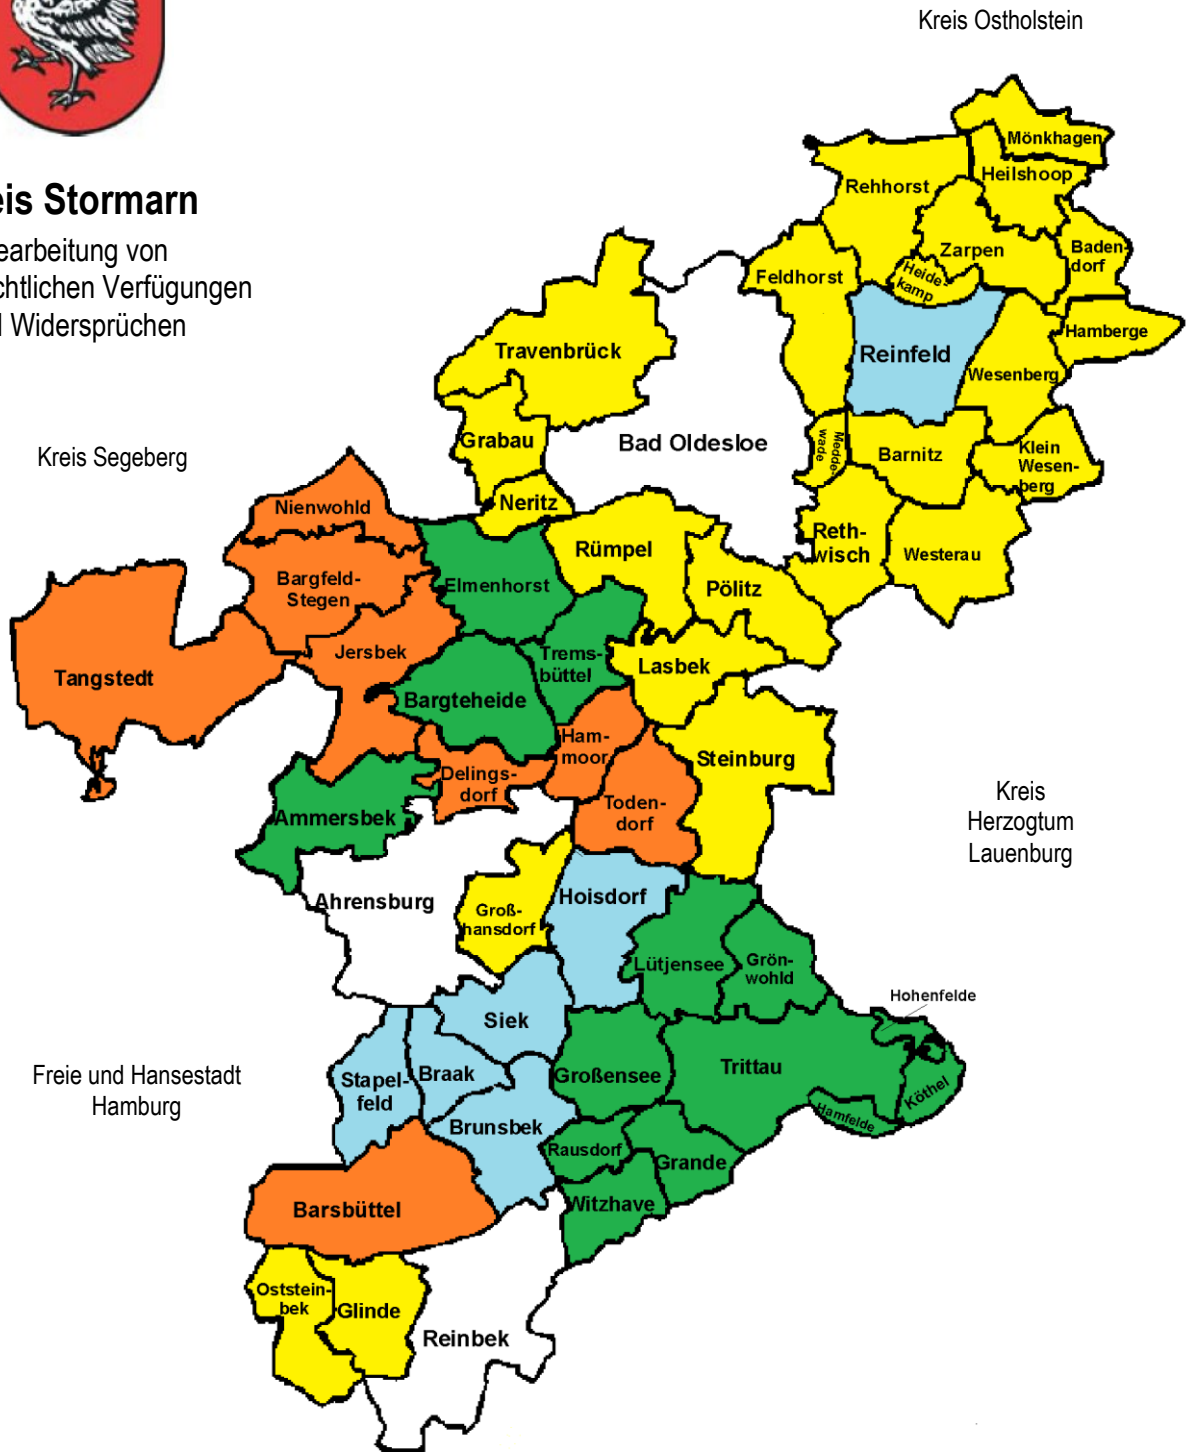 Kreis Ostholstein
eis Stormarn
earbeitung von
chtlichen Verfügungen
d Widersprüchen
Mönkhagen
Heilshoop
Rehhorst
Zarpen
Baden-
dorf
Feldhorst
Heide-
kamp
Hamberge
Travenbrück
Reinfeld
Wesenberg
Grabau
Bad Oldesloe
Medde-
wade
Barnitz
Klein
Wesen-
berg
Kreis Segeberg
Nienwohld
Neritz
Rümpel
Reth-
wisch
Westerau
Bargfeld-
Stegen
Elmenhorst
Pölitz
Tangstedt
Jersbek
Trems-
büttel
Lasbek
Bargteheide
Ham-
moor
Steinburg
Delings-
dorf
Toden-
dorf
Kreis
Herzogtum
Lauenburg
Ammersbek
Ahrensburg
Groß-
hansdorf
Hoisdorf
Lütjensee
Grön-
wohld
Hohenfelde
Siek
Freie und Hansestadt
Hamburg
Stapel-
feld
Braak
Großensee
Trittau
Köthel
Hamfelde
Brunsbek
Rausdorf
Grande
Barsbüttel
Witzhave
Oststein-
bek
Glinde
Reinbek